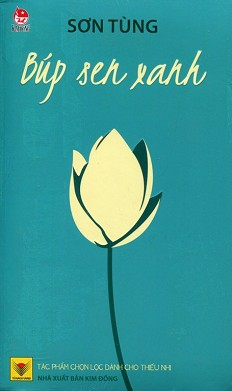 SƠN TÙNG
Búp sen xanh
TÁC PHẨM CHỌN LỌC DÀNH CHO THIẾU NHI
NHÀ XUẤT BẢN KIM ĐỒNG